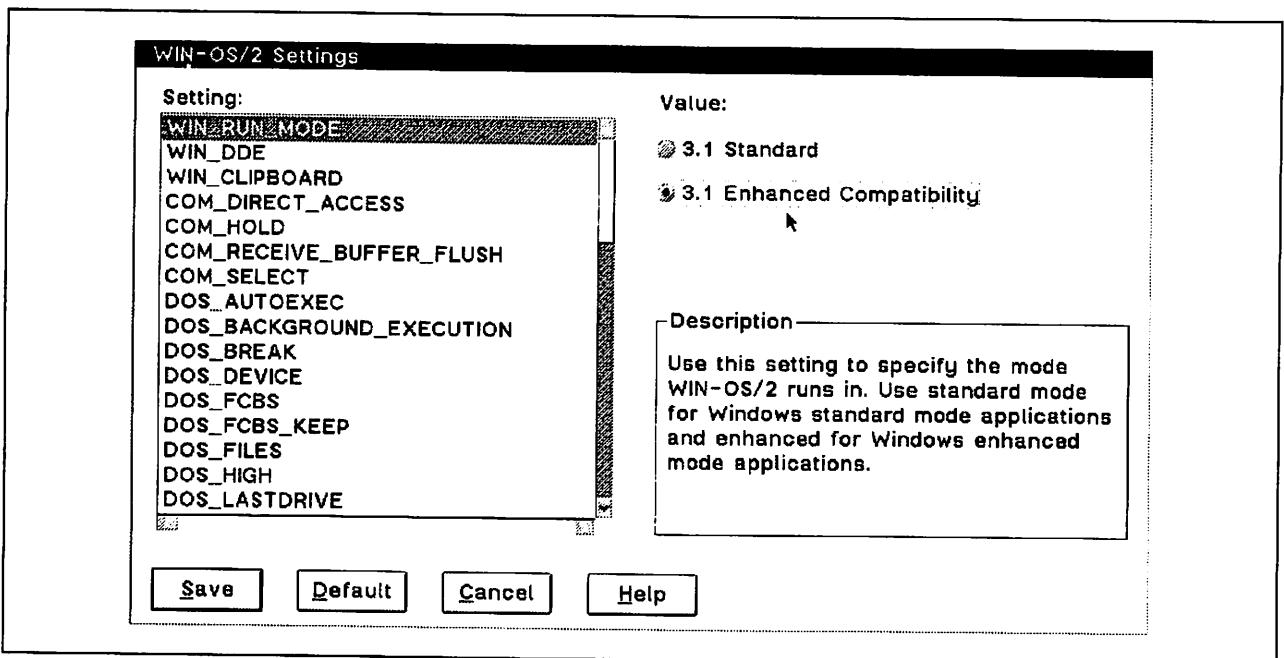 WIN-OS/2 Settings
Setting:
WIN_RUN_MODE
WIN_DDE
WIN_CLIPBOARD
COM_DIRECT_ACCESS
COM_HOLD
COM_RECEIVE_BUFFER_FLUSH
COM_SELECT
DOS_AUTOEXEC
DOS_BACKGROUND_EXECUTION
DOS_BREAK
DOS_DEVICE
DOS_FCBS
DOS_FCBS_KEEP
DOS_FILES
DOS_HIGH
DOS_LASTDRIVE
Value:
3.1 Standard
3.1 Enhanced Compatibility
Description
Use this setting to specify the mode
WIN-OS/2 runs in. Use standard mode
for Windows standard mode applications
and enhanced for Windows enhanced
mode applications.
Save Default Cancel Help